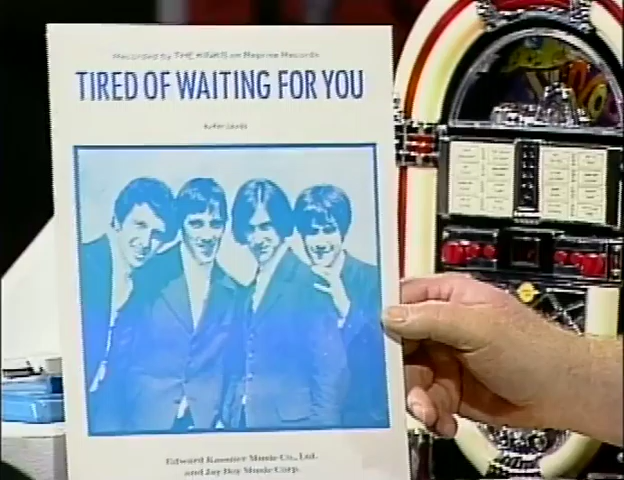 Recorded by THE KINKS on Reprise Records
TIRED OF WAITING FOR YOU
Edward Kassner Music Co., Ltd.
and Jay Boy Music Corp.